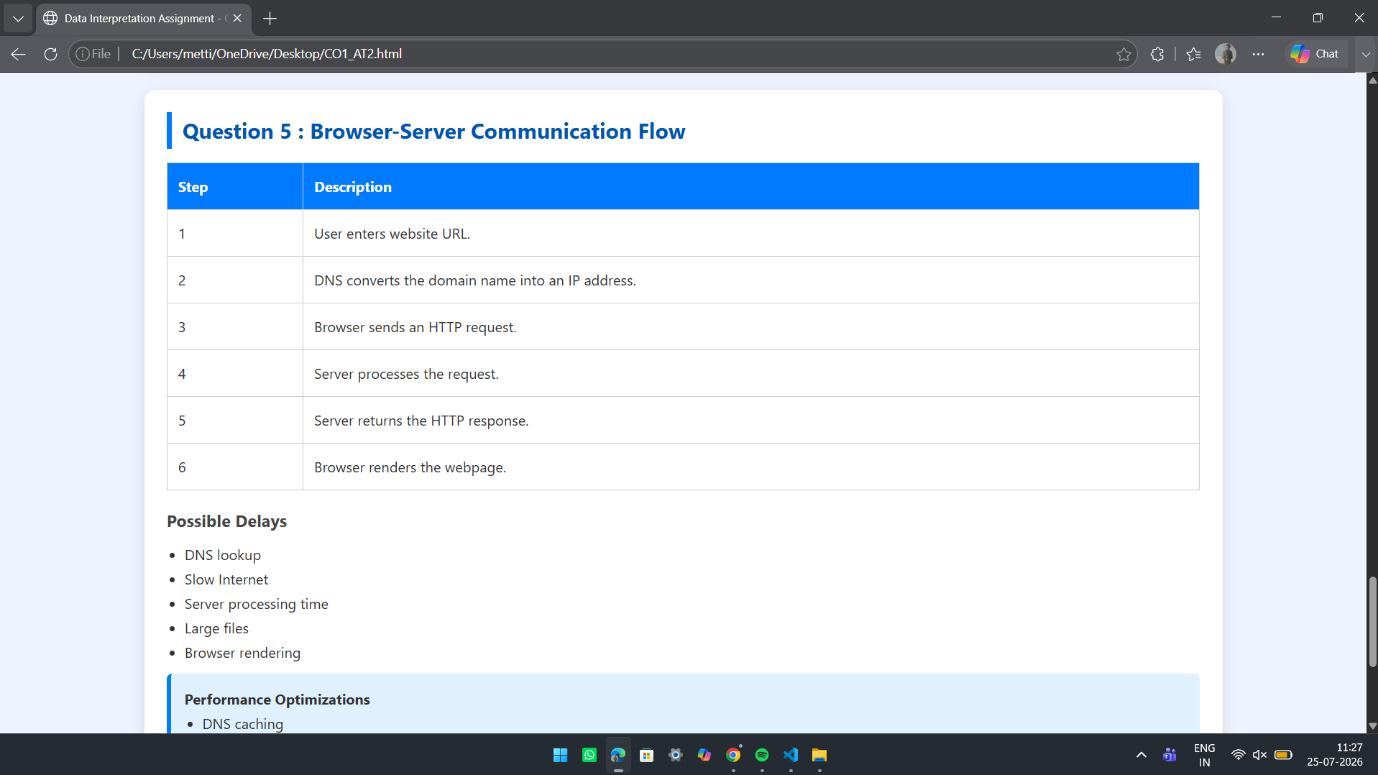 Data Interpretation Assignment - (
File
C:/Users/metti/OneDrive/Desktop/CO1_AT2.html
Chat
Question 5 : Browser-Server Communication Flow
Step Description
1 User enters website URL.
2 DNS converts the domain name into an IP address.
3 Browser sends an HTTP request.
4 Server processes the request.
5 Server returns the HTTP response.
6 Browser renders the webpage.
Possible Delays
• DNS lookup
• Slow Internet
• Server processing time
• Large files
• Browser rendering
Performance Optimizations
• DNS caching
ENG
IN
11:27
25-07-2026